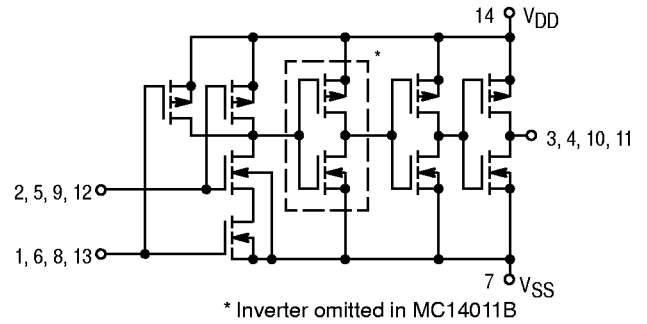 14 VDD
*
3, 4, 10, 11
2, 5, 9, 12
1, 6, 8, 13
7 VSS
* Inverter omitted in MC14011B